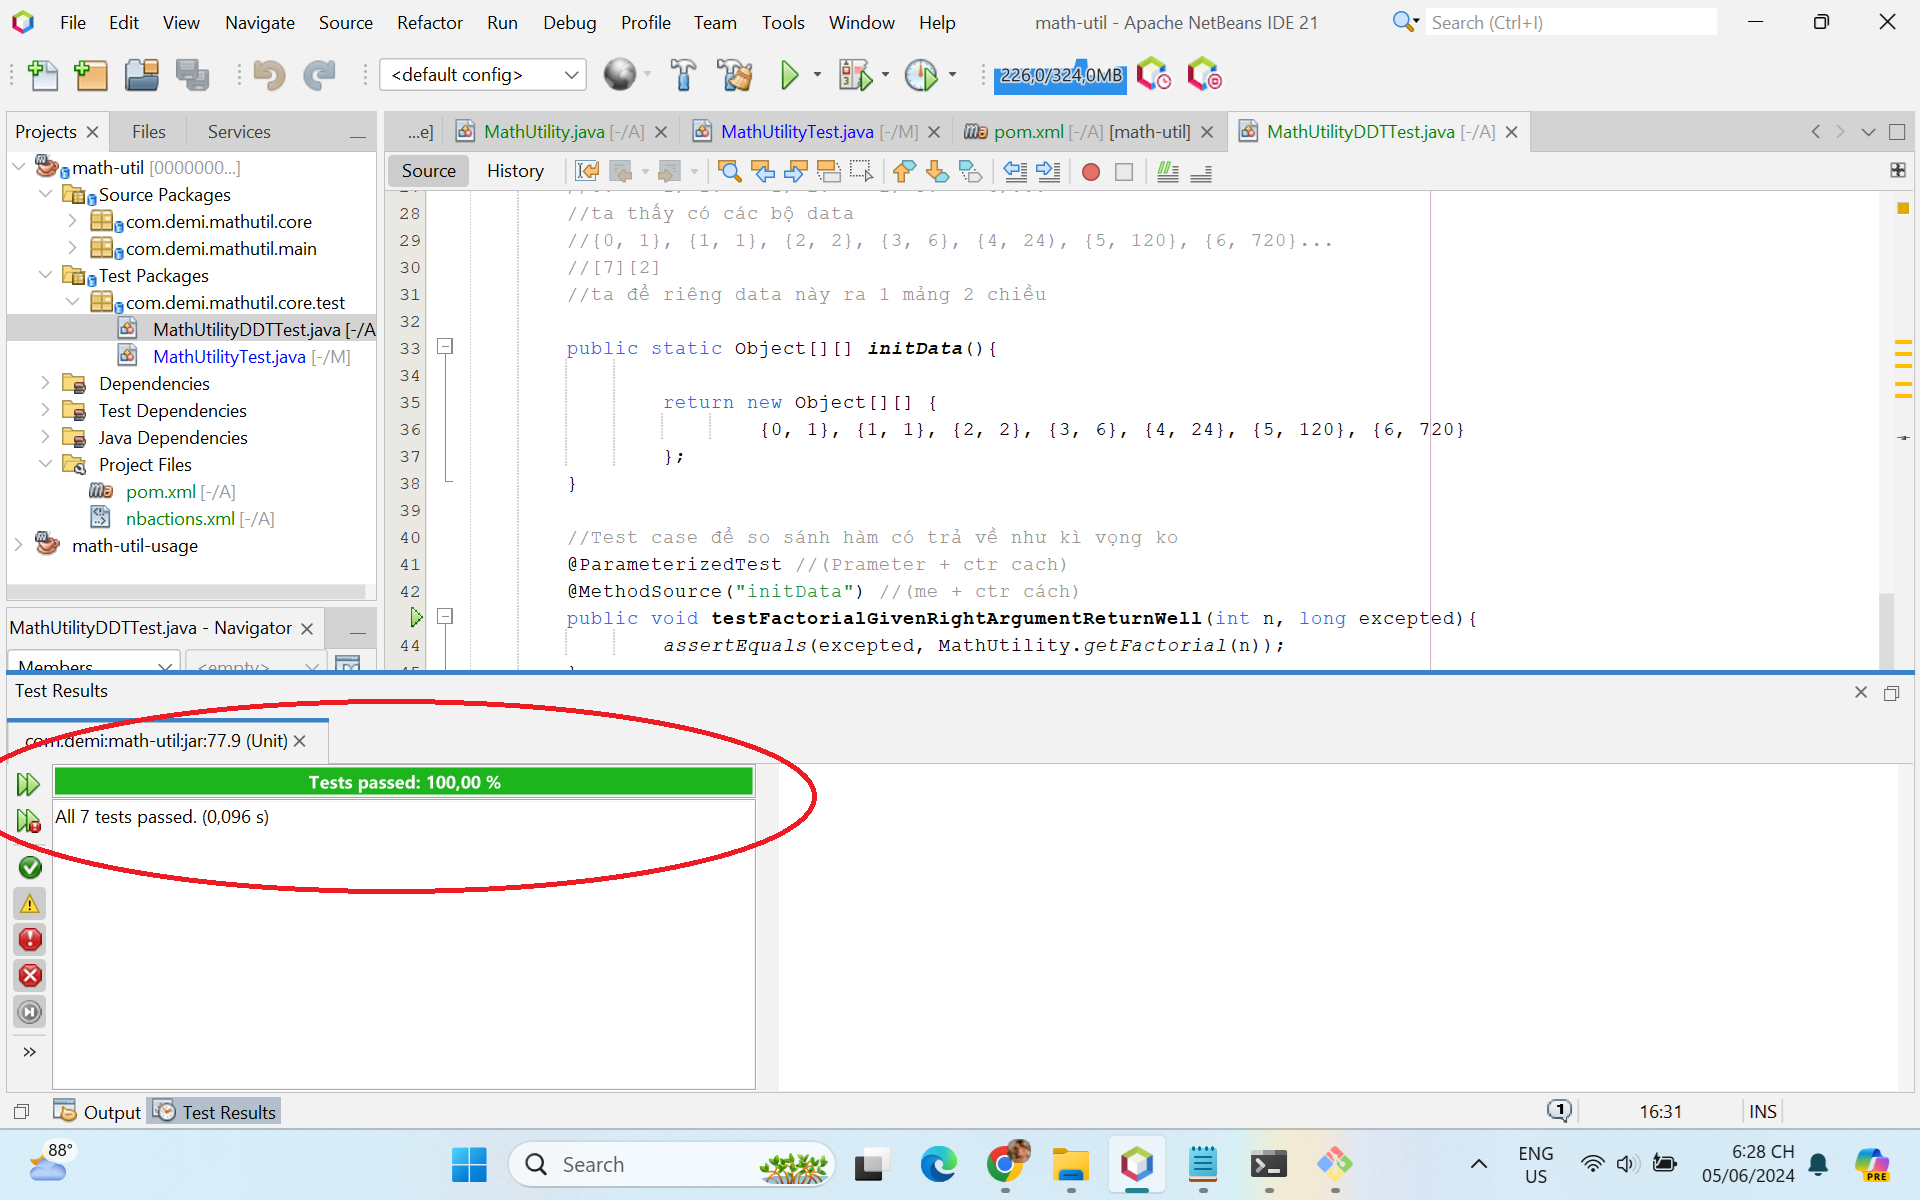 File Edit View Navigate Source Refactor Run Debug Profile Team Tools Window Help
math-util - Apache NetBeans IDE 21
Search (Ctrl+I)
<default config>
226,0/324,0MB
Projects Files Services
...e] MathUtility.java [-/A] MathUtilityTest.java [-/M] pom.xml [-/A] [math-util] MathUtilityDDTTest.java [-/A]
Source History
math-util [0000000...]
Source Packages
com.demi.mathutil.core
com.demi.mathutil.main
Test Packages
com.demi.mathutil.core.test
MathUtilityDDTTest.java [-/A
MathUtilityTest.java [-/M]
Dependencies
Test Dependencies
Java Dependencies
Project Files
pom.xml [-/A]
nbactions.xml [-/A]
math-util-usage
MathUtilityDDTTest.java - Navigator
Members <empty>
28 //ta thấy có các bộ data
29 //{0, 1}, {1, 1}, {2, 2}, {3, 6}, {4, 24), {5, 120}, {6, 720}...
30 //[7][2]
31 //ta để riêng data này ra 1 mảng 2 chiều
32
33 public static Object[][] initData(){
34
35 return new Object[][] {
36 {0, 1}, {1, 1}, {2, 2}, {3, 6}, {4, 24}, {5, 120}, {6, 720}
37 };
38 }
39
40 //Test case để so sánh hàm có trả về như kì vọng ko
41 @ParameterizedTest //(Prameter + ctr cach)
42 @MethodSource("initData") //(me + ctr cách)
public void testFactorialGivenRightArgumentReturnWell(int n, long excepted){
44 assertEquals(excepted, MathUtility.getFactorial(n));
Test Results
com.demi:math-util:jar:77.9 (Unit)
Tests passed: 100,00 %
All 7 tests passed. (0,096 s)
Output Test Results
1
16:31
INS
88°
Search
ENG
US
6:28 CH
05/06/2024
PRE